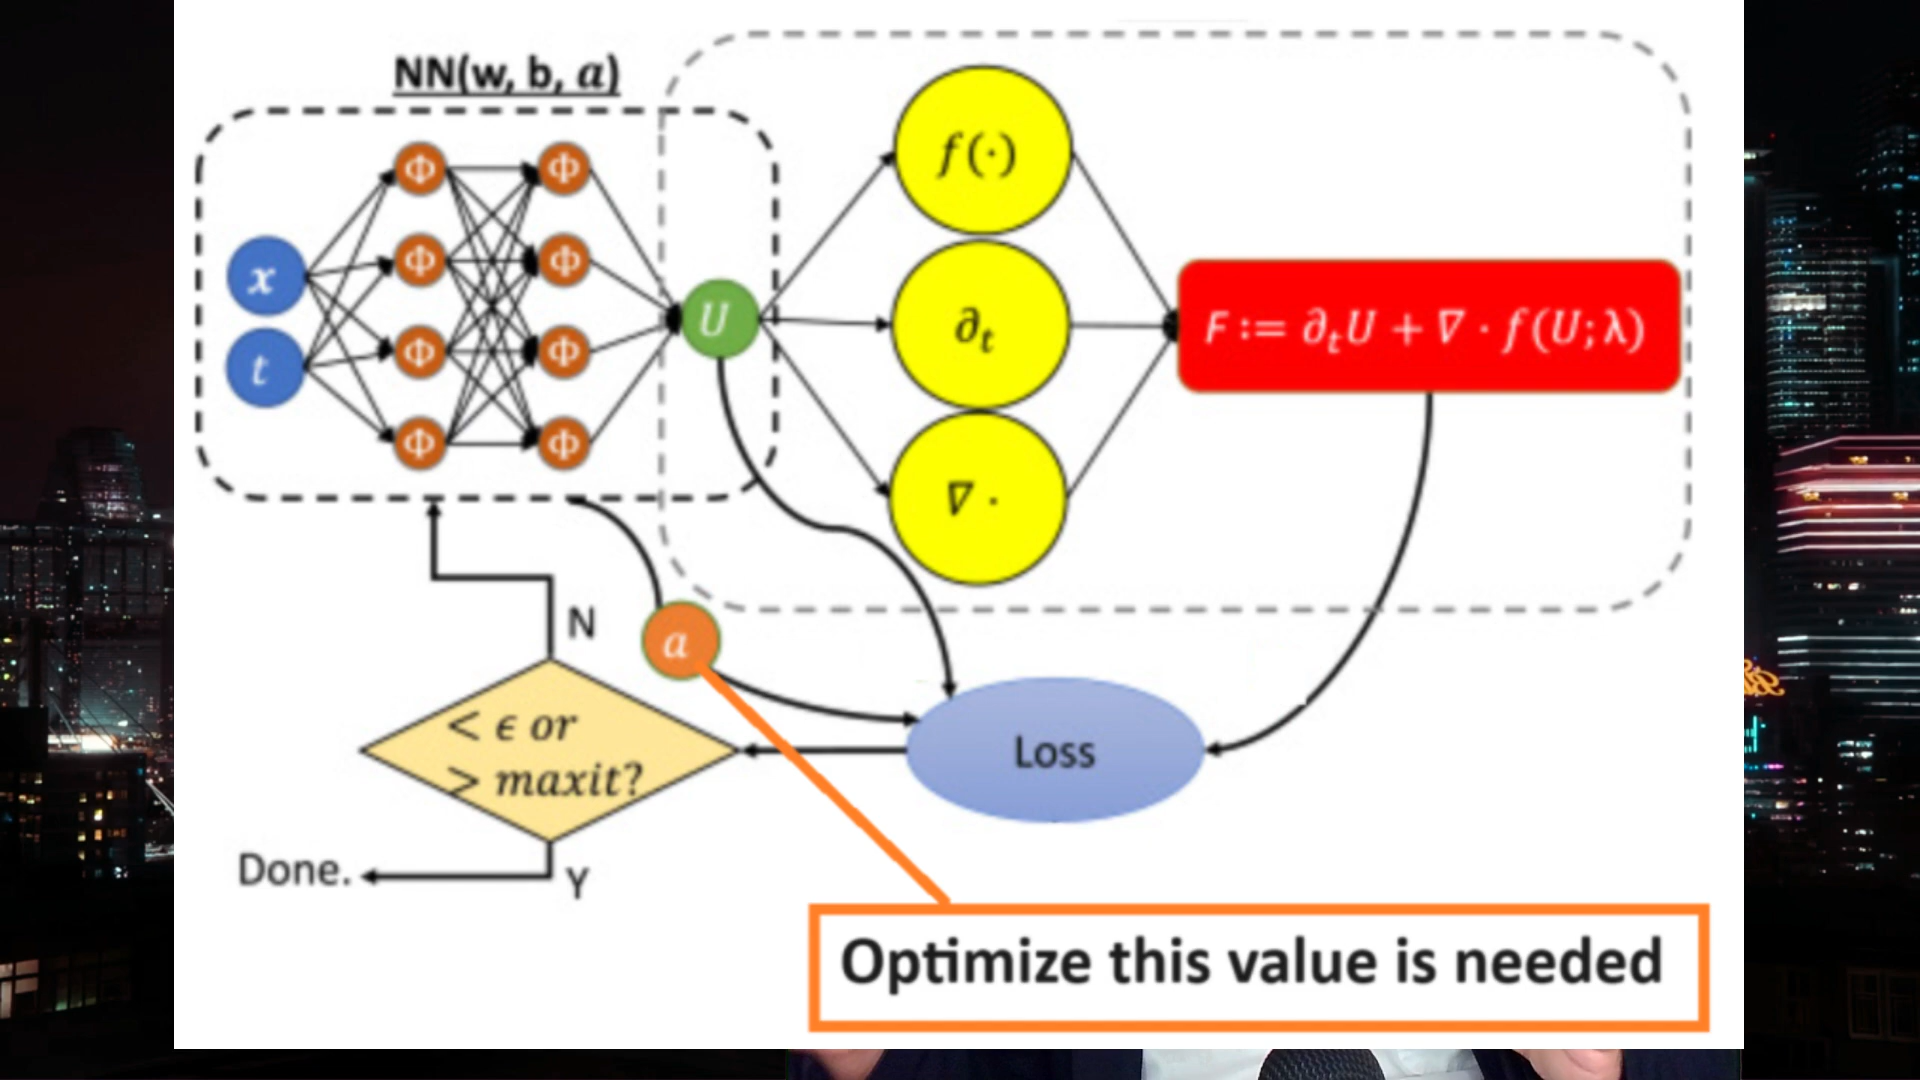 NN(w, b, a)
x
t
Φ
Φ
Φ
Φ
Φ
Φ
Φ
Φ
U
f(·)
∂t
∇ ·
F := ∂tU + ∇ · f(U; λ)
N
a
< ϵ or
> maxit?
Loss
Done.
Y
Optimize this value is needed